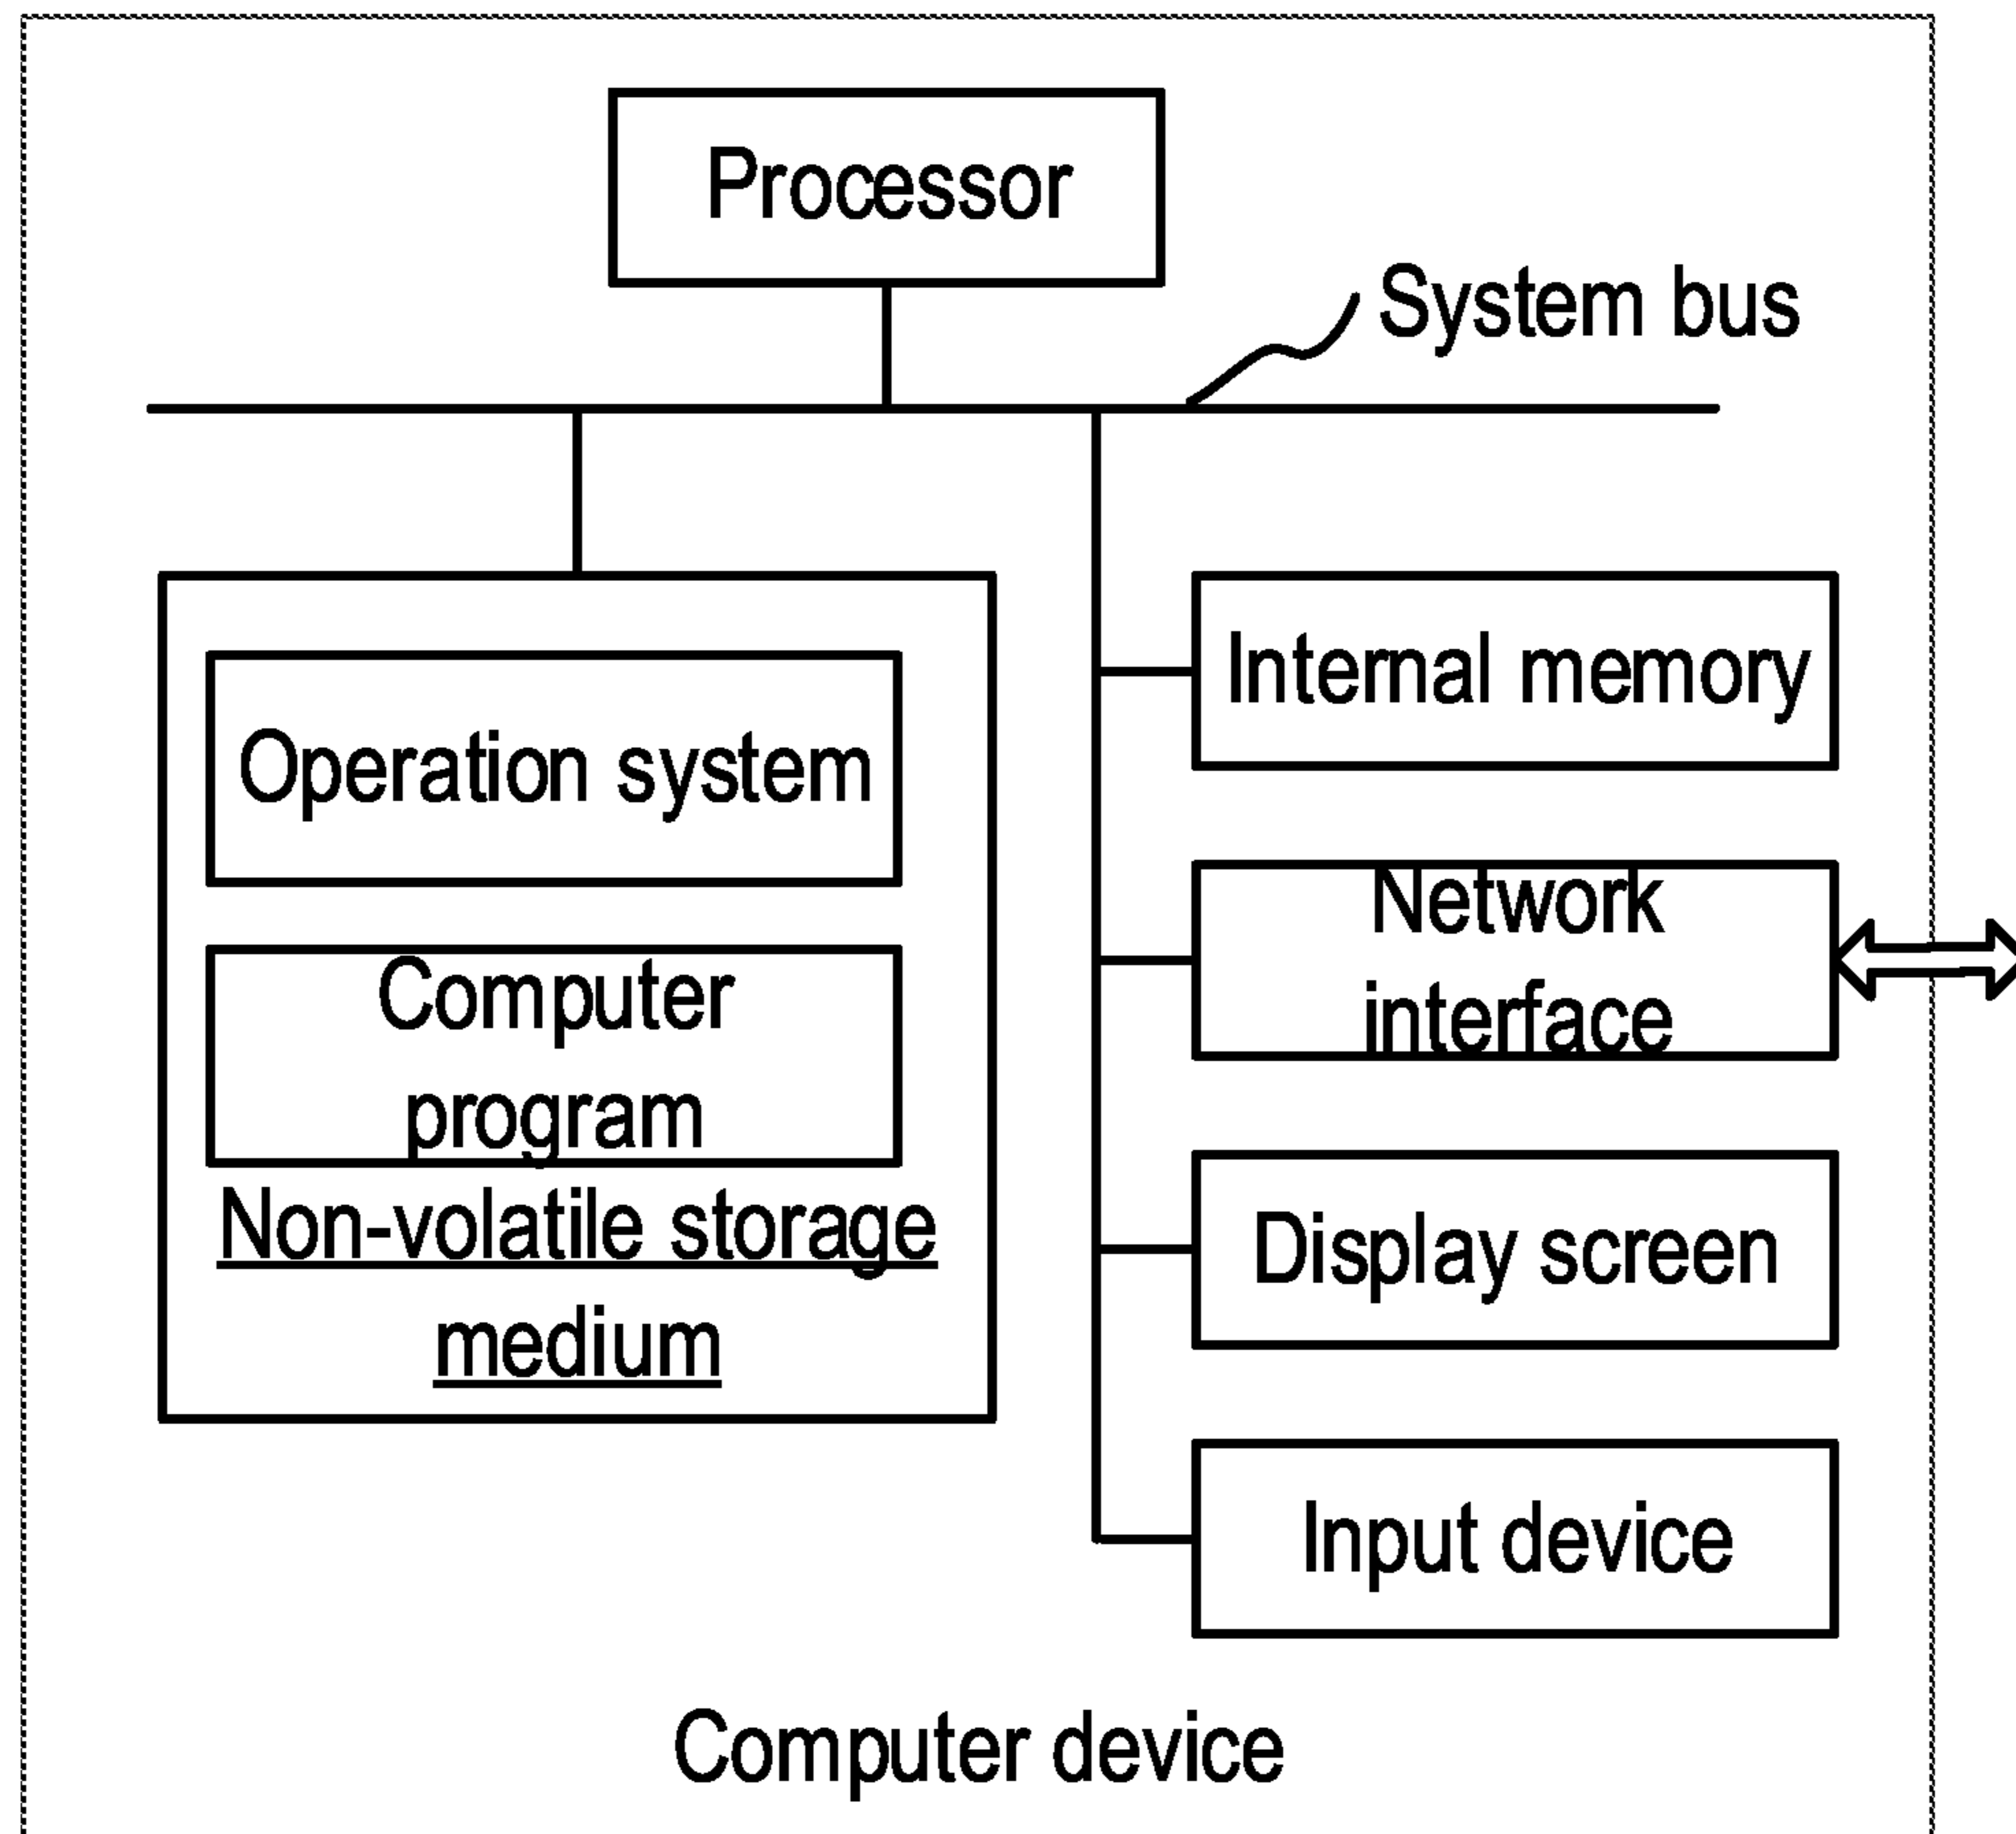 Processor
System bus
Operation system
Computer
program
Non-volatile storage
medium
Internal memory
Network
interface
Display screen
Input device
Computer device